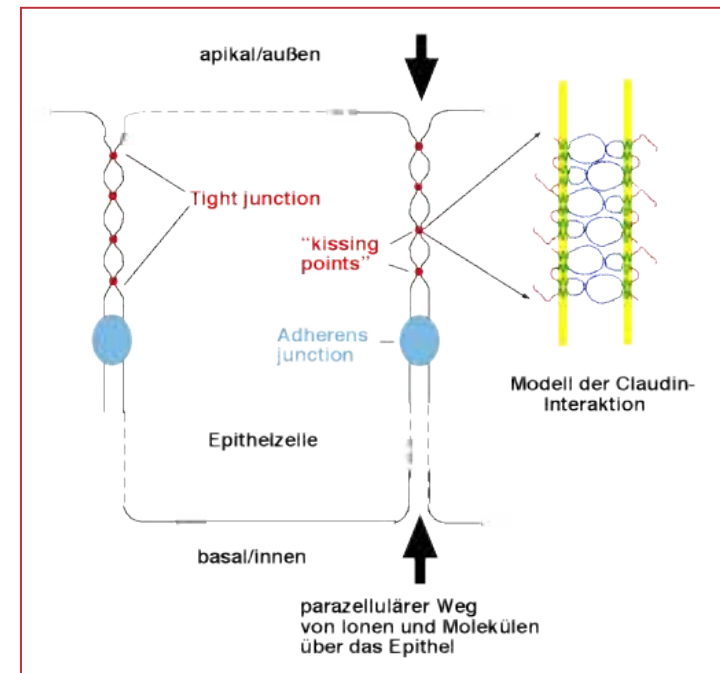 apikal/außen
Tight junction
"kissing
points"
Adherens
junction
Modell der Claudin-
Interaktion
Epithelzelle
basal/innen
parazellulärer Weg
von Ionen und Molekülen
über das Epithel